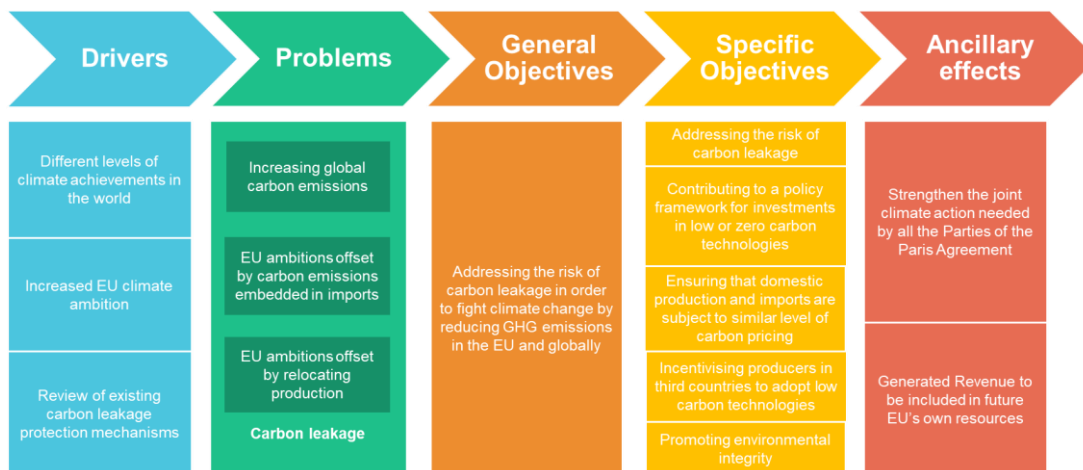 Drivers
Problems
General
Objectives
Specific
Objectives
Ancillary
effects
Different levels of
climate achievements in
the world
Increased EU climate
ambition
Review of existing
carbon leakage
protection mechanisms
Increasing global
carbon emissions
EU ambitions offset
by carbon emissions
embedded in imports
EU ambitions offset
by relocating
production
Carbon leakage
Addressing the risk of
carbon leakage in order
to fight climate change by
reducing GHG emissions
in the EU and globally
Addressing the risk of
carbon leakage
Contributing to a policy
framework for investments
in low or zero carbon
technologies
Ensuring that domestic
production and imports are
subject to similar level of
carbon pricing
Incentivising producers
in third countries to adopt low
carbon technologies
Promoting environmental
integrity
Strengthen the joint
climate action needed
by all the Parties of the
Paris Agreement
Generated Revenue to
be included in future
EU's own resources